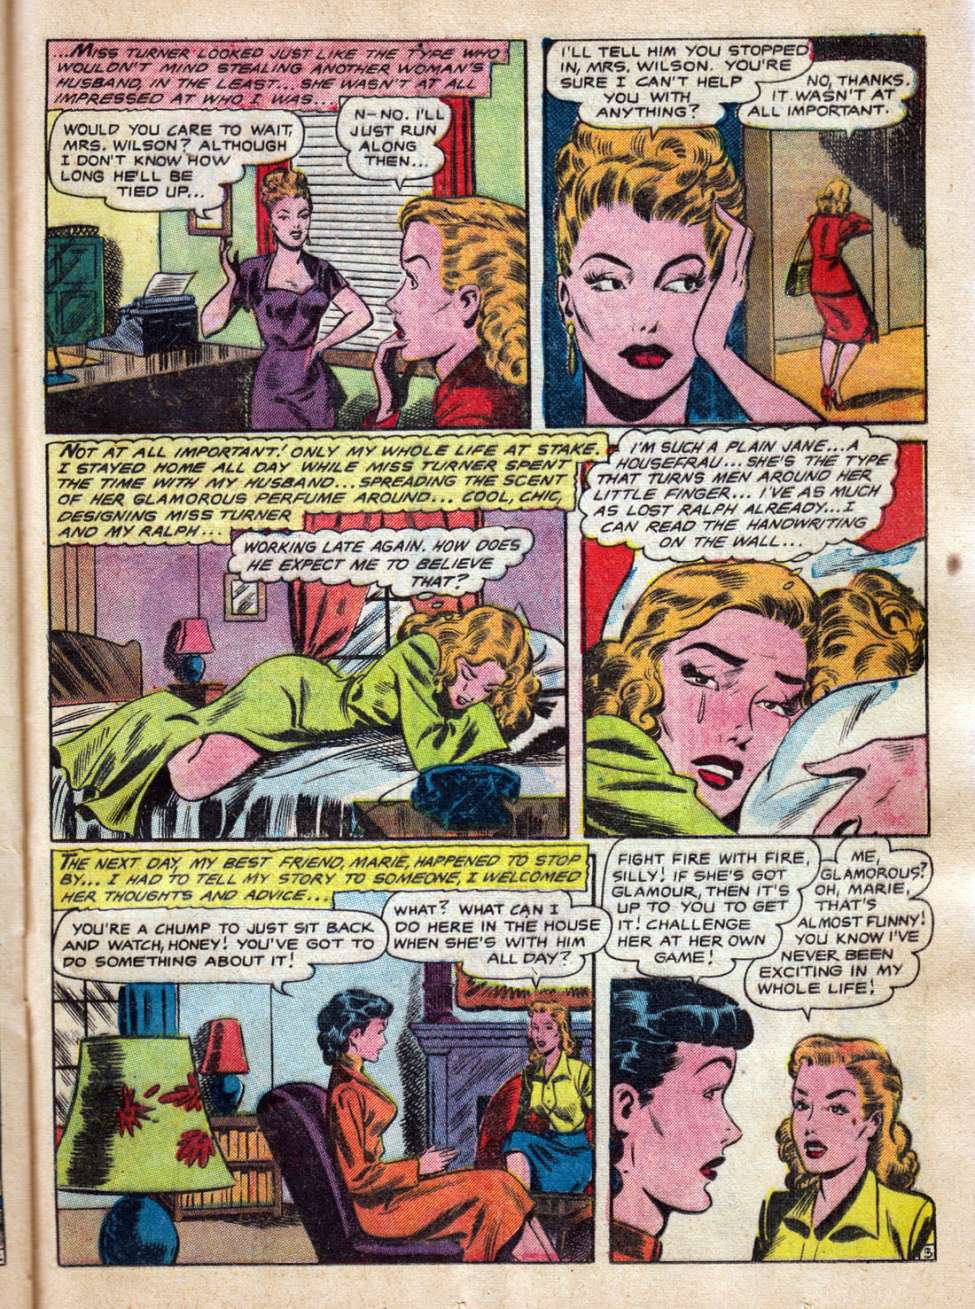 ...MISS TURNER LOOKED JUST LIKE THE TYPE WHO
WOULDN'T MIND STEALING ANOTHER WOMAN'S
HUSBAND, IN THE LEAST... SHE WASN'T AT ALL
IMPRESSED AT WHO I WAS...
WOULD YOU CARE TO WAIT,
MRS. WILSON? ALTHOUGH
I DON'T KNOW HOW
LONG HE'LL BE
TIED UP...
N-NO. I'LL
JUST RUN
ALONG
THEN...
I'LL TELL HIM YOU STOPPED
IN, MRS. WILSON. YOU'RE
SURE I CAN'T HELP
YOU WITH
ANYTHING?
NO, THANKS.
IT WASN'T AT
ALL IMPORTANT.
NOT AT ALL IMPORTANT! ONLY MY WHOLE LIFE AT STAKE.
I STAYED HOME ALL DAY WHILE MISS TURNER SPENT
THE TIME WITH MY HUSBAND... SPREADING THE SCENT
OF HER GLAMOROUS PERFUME AROUND... COOL, CHIC,
DESIGNING MISS TURNER
AND MY RALPH...
WORKING LATE AGAIN. HOW DOES
HE EXPECT ME TO BELIEVE
THAT?
I'M SUCH A PLAIN JANE... A
HOUSEFRAU... SHE'S THE TYPE
THAT TURNS MEN AROUND HER
LITTLE FINGER... I'VE AS MUCH
AS LOST RALPH ALREADY... I
CAN READ THE HANDWRITING
ON THE WALL...
THE NEXT DAY, MY BEST FRIEND, MARIE, HAPPENED TO STOP
BY... I HAD TO TELL MY STORY TO SOMEONE, I WELCOMED
HER THOUGHTS AND ADVICE...
YOU'RE A CHUMP TO JUST SIT BACK
AND WATCH, HONEY! YOU'VE GOT TO
DO SOMETHING ABOUT IT!
WHAT? WHAT CAN I
DO HERE IN THE HOUSE
WHEN SHE'S WITH HIM
ALL DAY?
FIGHT FIRE WITH FIRE,
SILLY! IF SHE'S GOT
GLAMOUR, THEN IT'S
UP TO YOU TO GET
IT! CHALLENGE
HER AT HER OWN
GAME!
ME,
GLAMOROUS?
OH, MARIE,
THAT'S
ALMOST FUNNY!
YOU KNOW I'VE
NEVER BEEN
EXCITING IN MY
WHOLE LIFE!
3